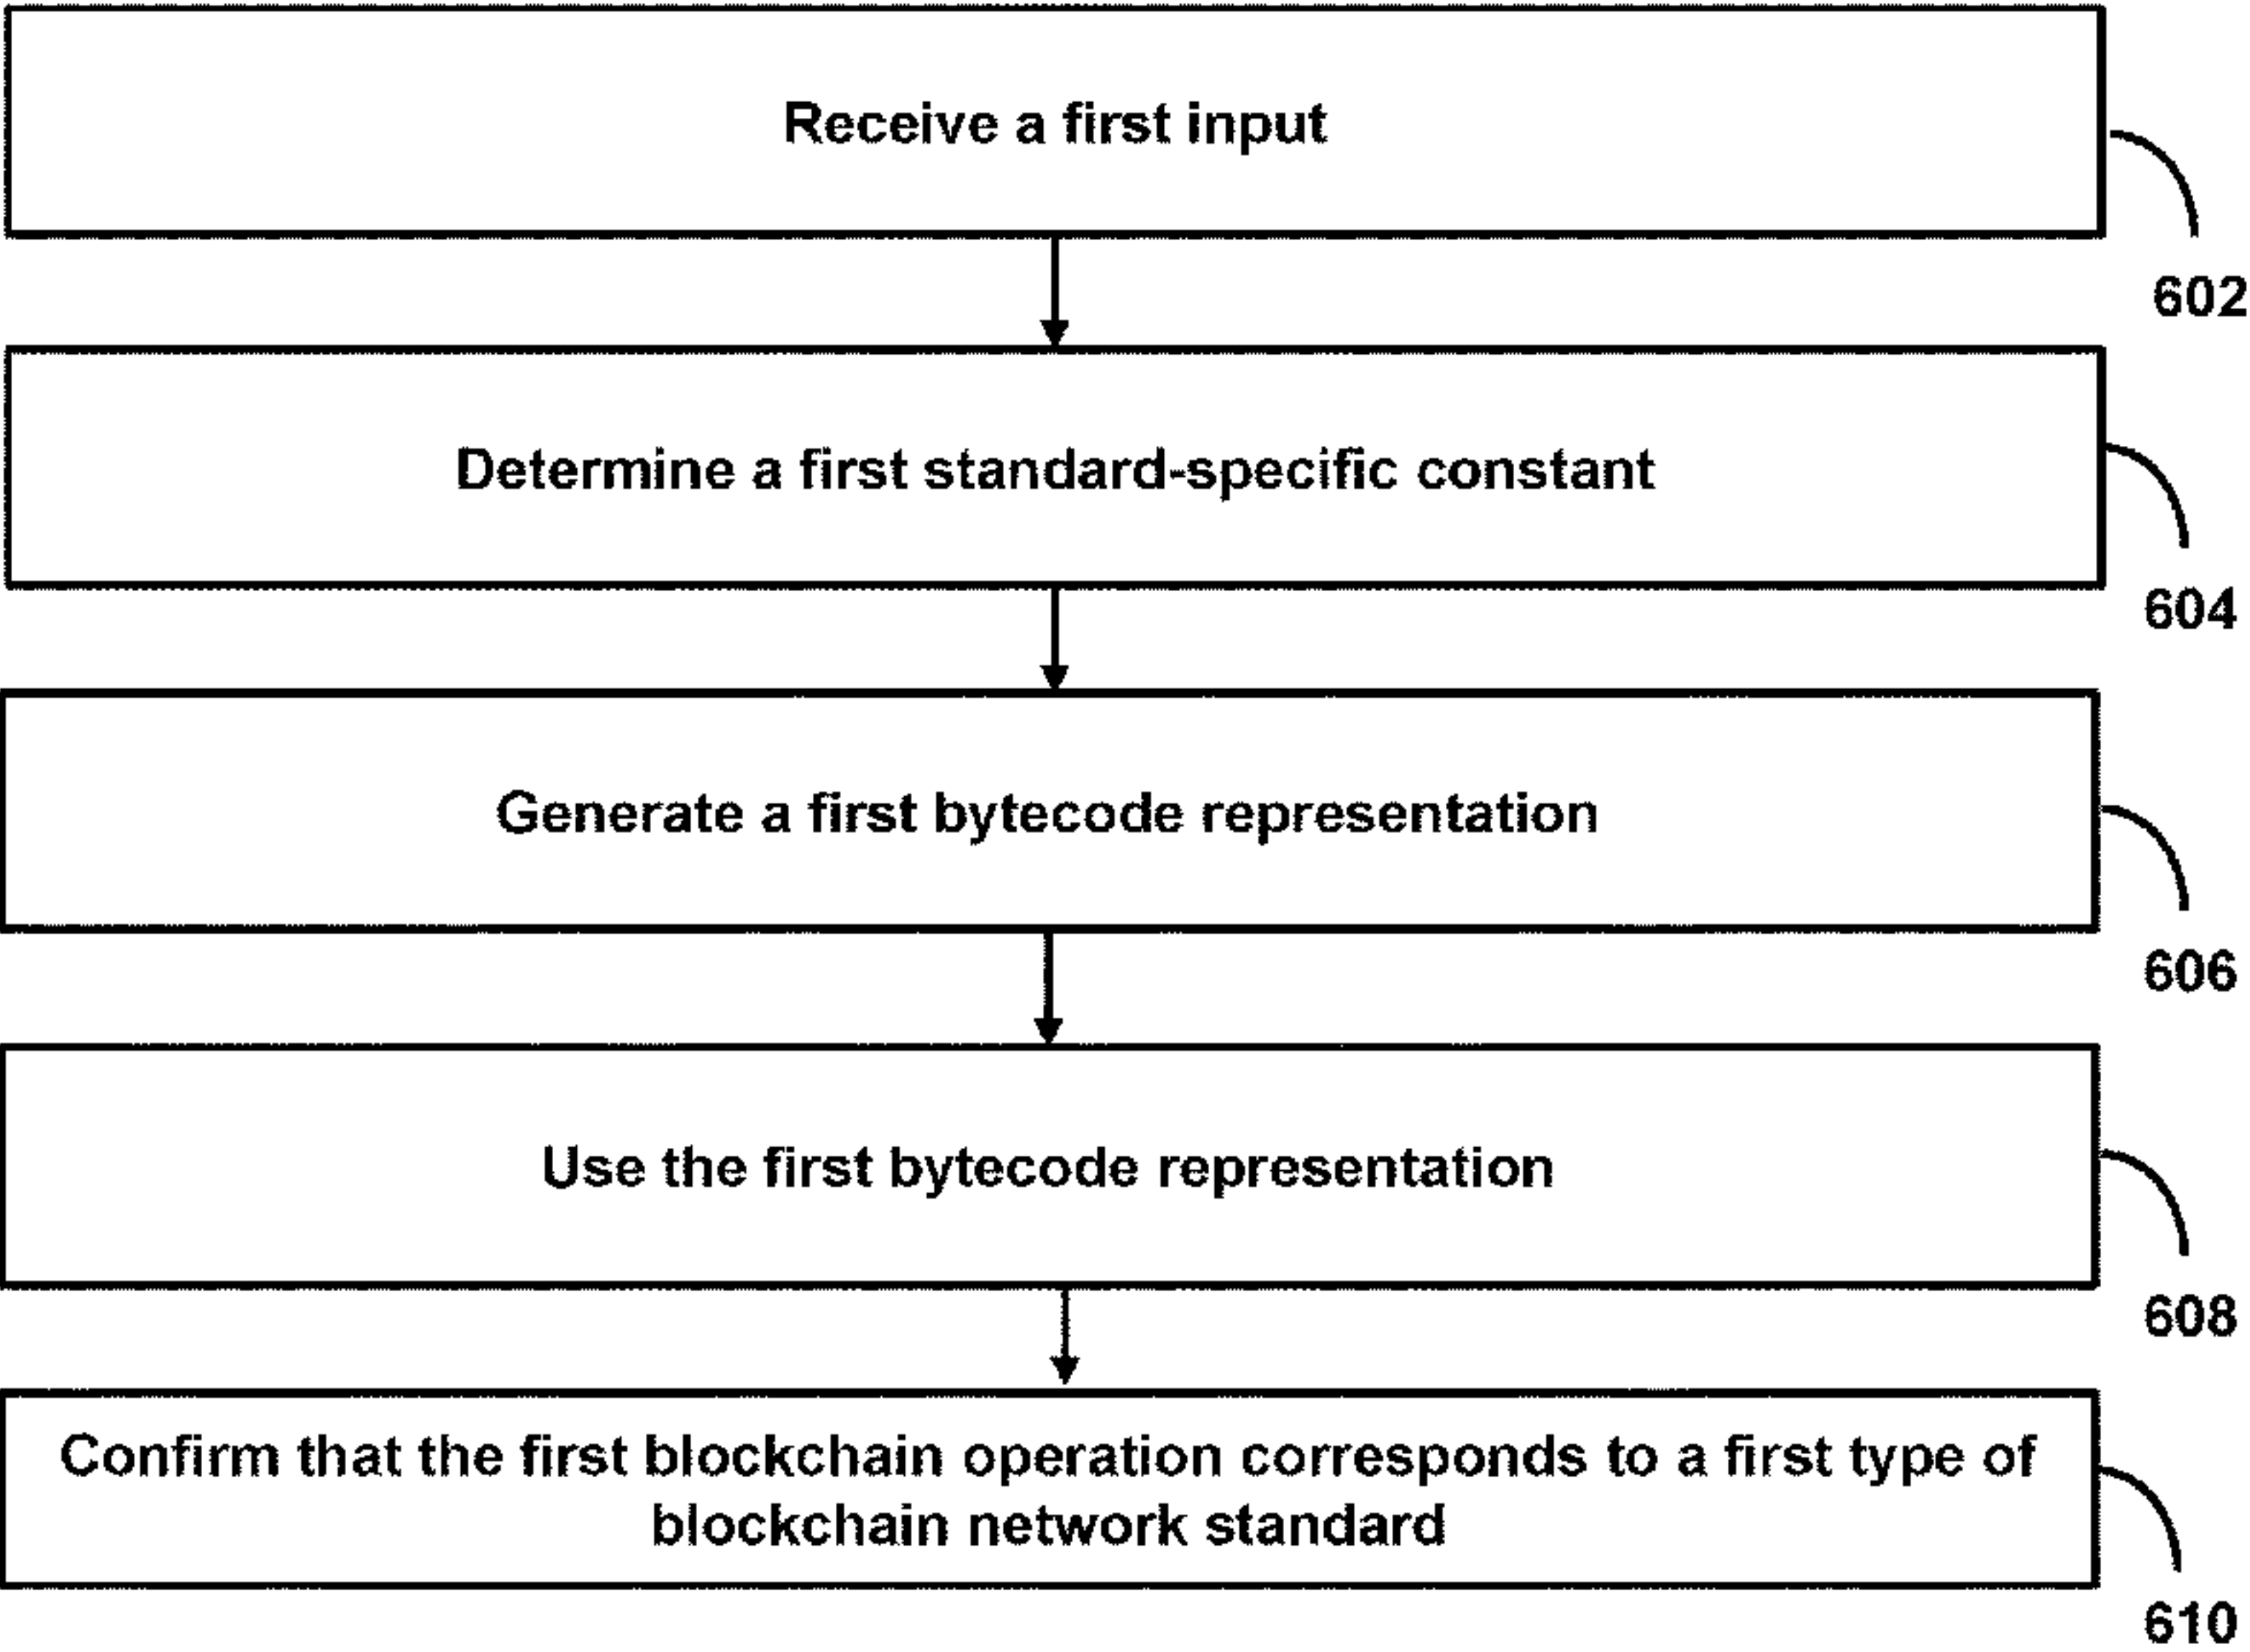 Receive a first input
602
Determine a first standard-specific constant
604
Generate a first bytecode representation
606
Use the first bytecode representation
608
Confirm that the first blockchain operation corresponds to a first type of
blockchain network standard
610